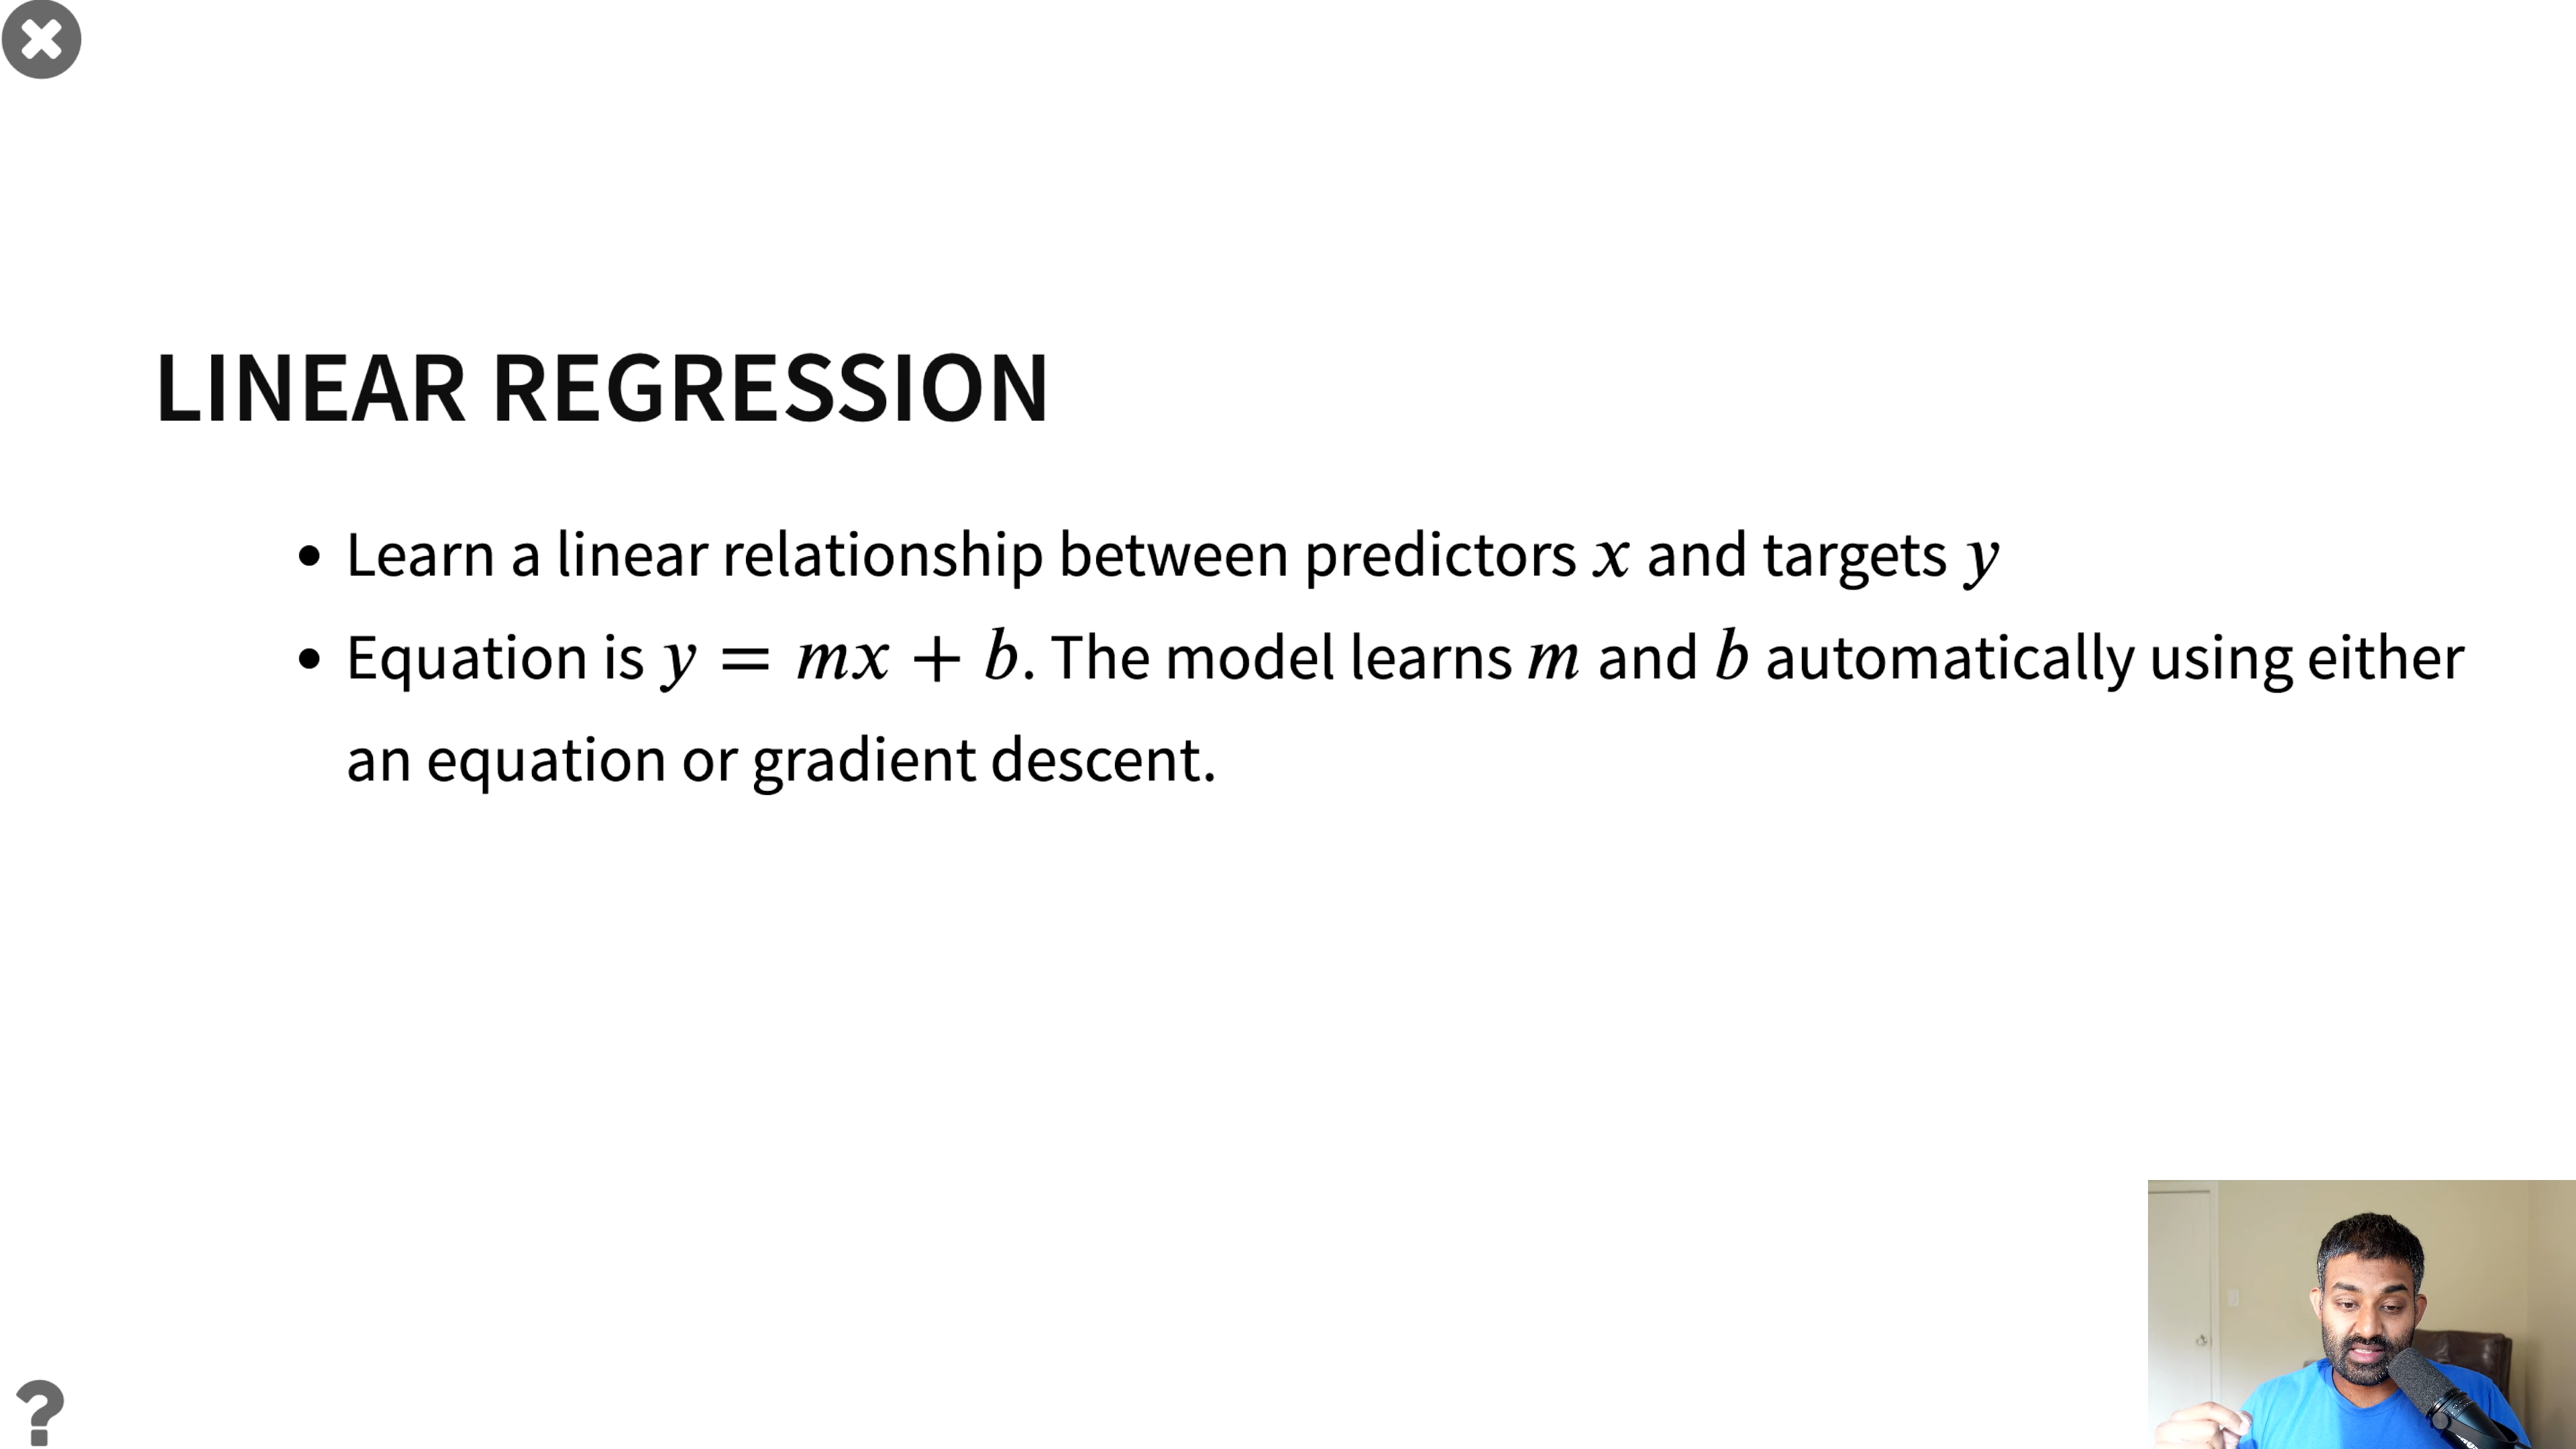 LINEAR REGRESSION
• Learn a linear relationship between predictors x and targets y
• Equation is y = mx + b. The model learns m and b automatically using either
an equation or gradient descent.
?